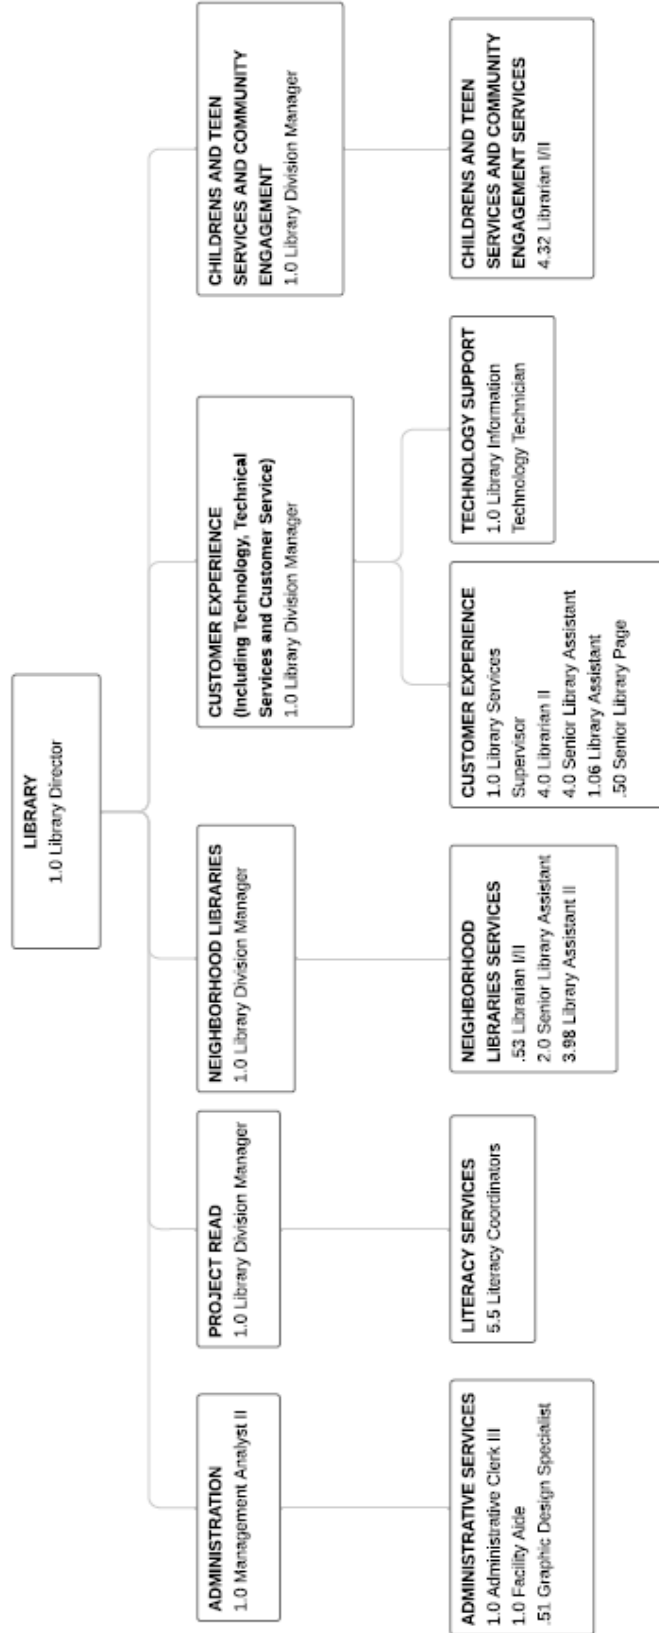 LIBRARY
1.0 Library Director
ADMINISTRATION
1.0 Management Analyst II
PROJECT READ
1.0 Library Division Manager
NEIGHBORHOOD LIBRARIES
1.0 Library Division Manager
CUSTOMER EXPERIENCE
(Including Technology, Technical
Services and Customer Service)
1.0 Library Division Manager
CHILDRENS AND TEEN
SERVICES AND COMMUNITY
ENGAGEMENT
1.0 Library Division Manager
ADMINISTRATIVE SERVICES
1.0 Administrative Clerk III
1.0 Facility Aide
.51 Graphic Design Specialist
LITERACY SERVICES
5.5 Literacy Coordinators
NEIGHBORHOOD
LIBRARIES SERVICES
.53 Librarian I/II
2.0 Senior Library Assistant
3.98 Library Assistant II
CUSTOMER EXPERIENCE
1.0 Library Services
Supervisor
4.0 Librarian II
4.0 Senior Library Assistant
1.06 Library Assistant
.50 Senior Library Page
TECHNOLOGY SUPPORT
1.0 Library Information
Technology Technician
CHILDRENS AND TEEN
SERVICES AND COMMUNITY
ENGAGEMENT SERVICES
4.32 Librarian I/II